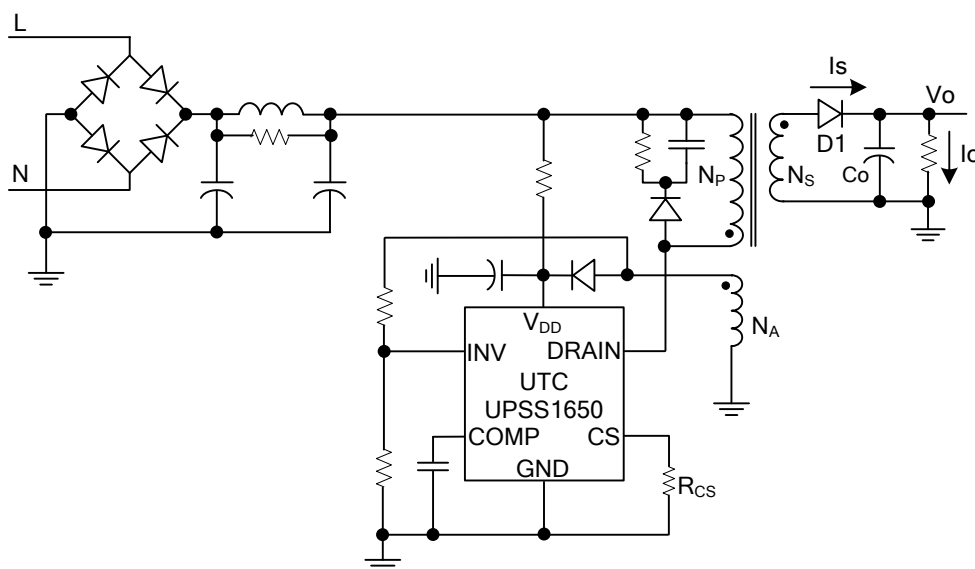 L
Is
Vo
D1
Io
N
NP
NS
Co
VDD
NA
INV
DRAIN
UTC
UPSS1650
COMP
CS
GND
RCS